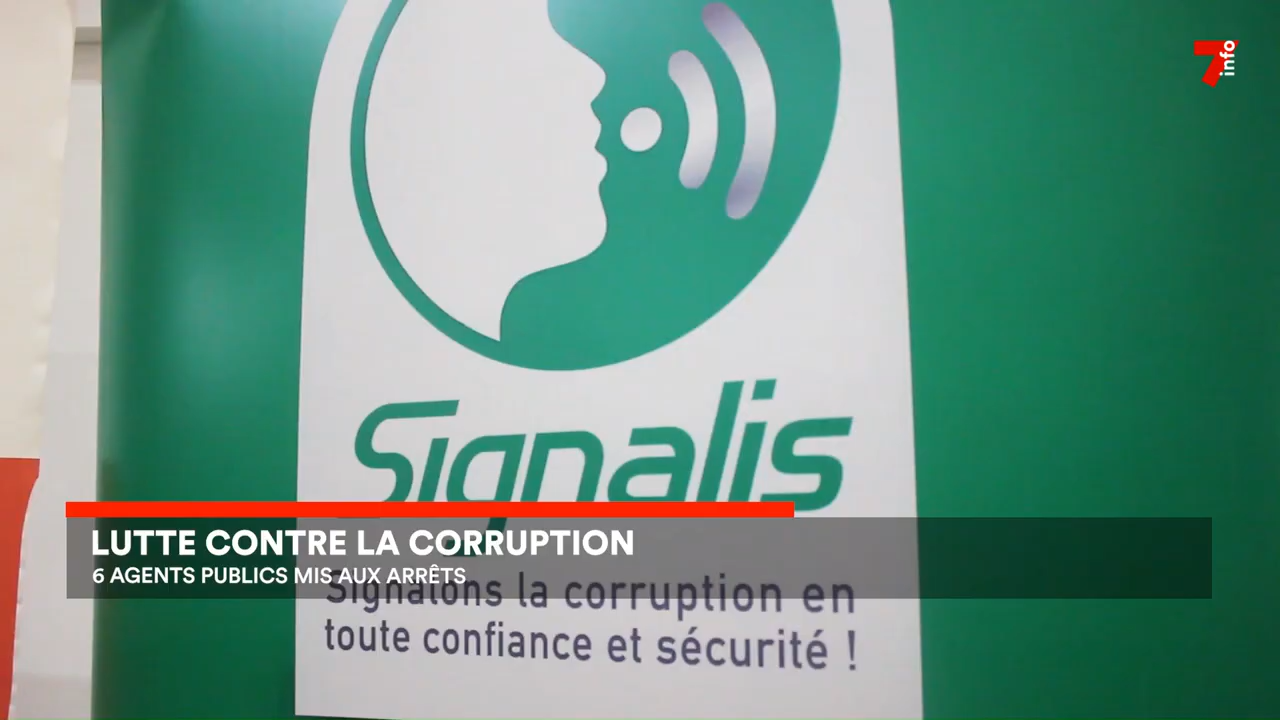 7info
Signalis
LUTTE CONTRE LA CORRUPTION
6 AGENTS PUBLICS MIS AUX ARRÊTS
Signalons la corruption en
toute confiance et sécurité !